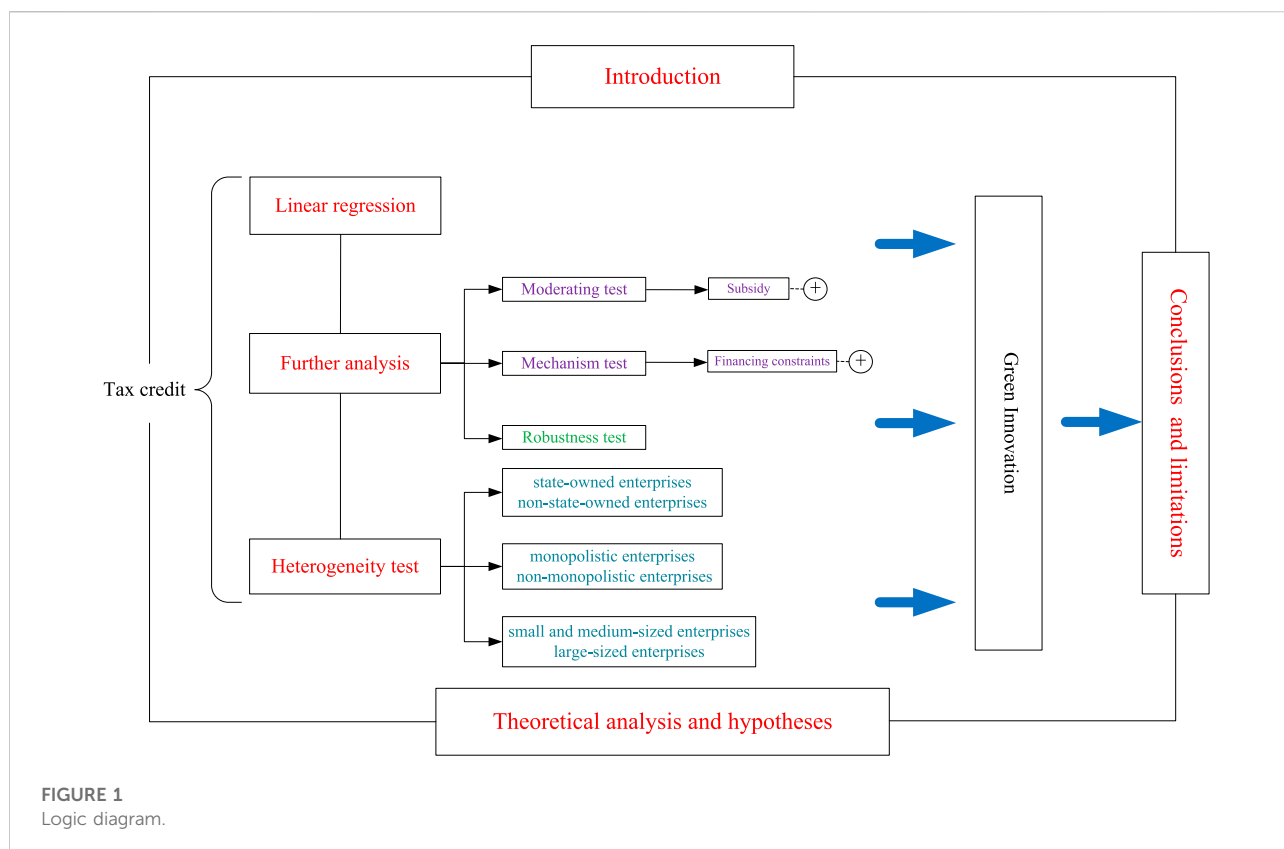 Introduction
Linear regression
Moderating test
Subsidy
+
Further analysis
Mechanism test
Financing constraints
+
Tax credit
Robustness test
state-owned enterprises
non-state-owned enterprises
Heterogeneity test
monopolistic enterprises
non-monopolistic enterprises
small and medium-sized enterprises
large-sized enterprises
Green Innovation
Conclusions and limitations
Theoretical analysis and hypotheses
FIGURE 1
Logic diagram.